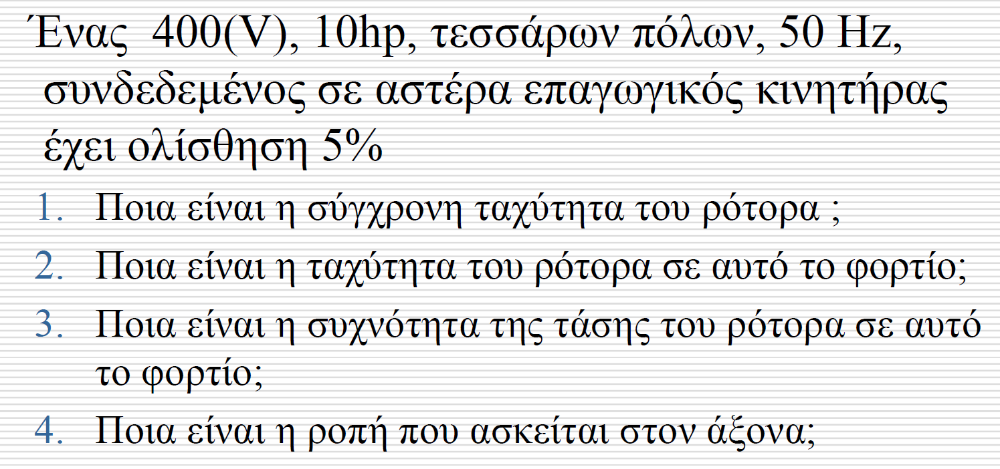 Ένας 400(V), 10hp, τεσσάρων πόλων, 50 Hz,
συνδεδεμένος σε αστέρα επαγωγικός κινητήρας
έχει ολίσθηση 5%
1. Ποια είναι η σύγχρονη ταχύτητα του ρότορα ;
2. Ποια είναι η ταχύτητα του ρότορα σε αυτό το φορτίο;
3. Ποια είναι η συχνότητα της τάσης του ρότορα σε αυτό
το φορτίο;
4. Ποια είναι η ροπή που ασκείται στον άξονα;